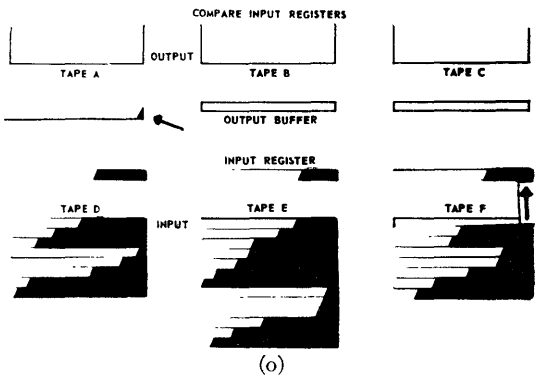 COMPARE INPUT REGISTERS
OUTPUT
TAPE A
TAPE B
TAPE C
OUTPUT BUFFER
INPUT REGISTER
TAPE D
TAPE E
TAPE F
INPUT
(o)